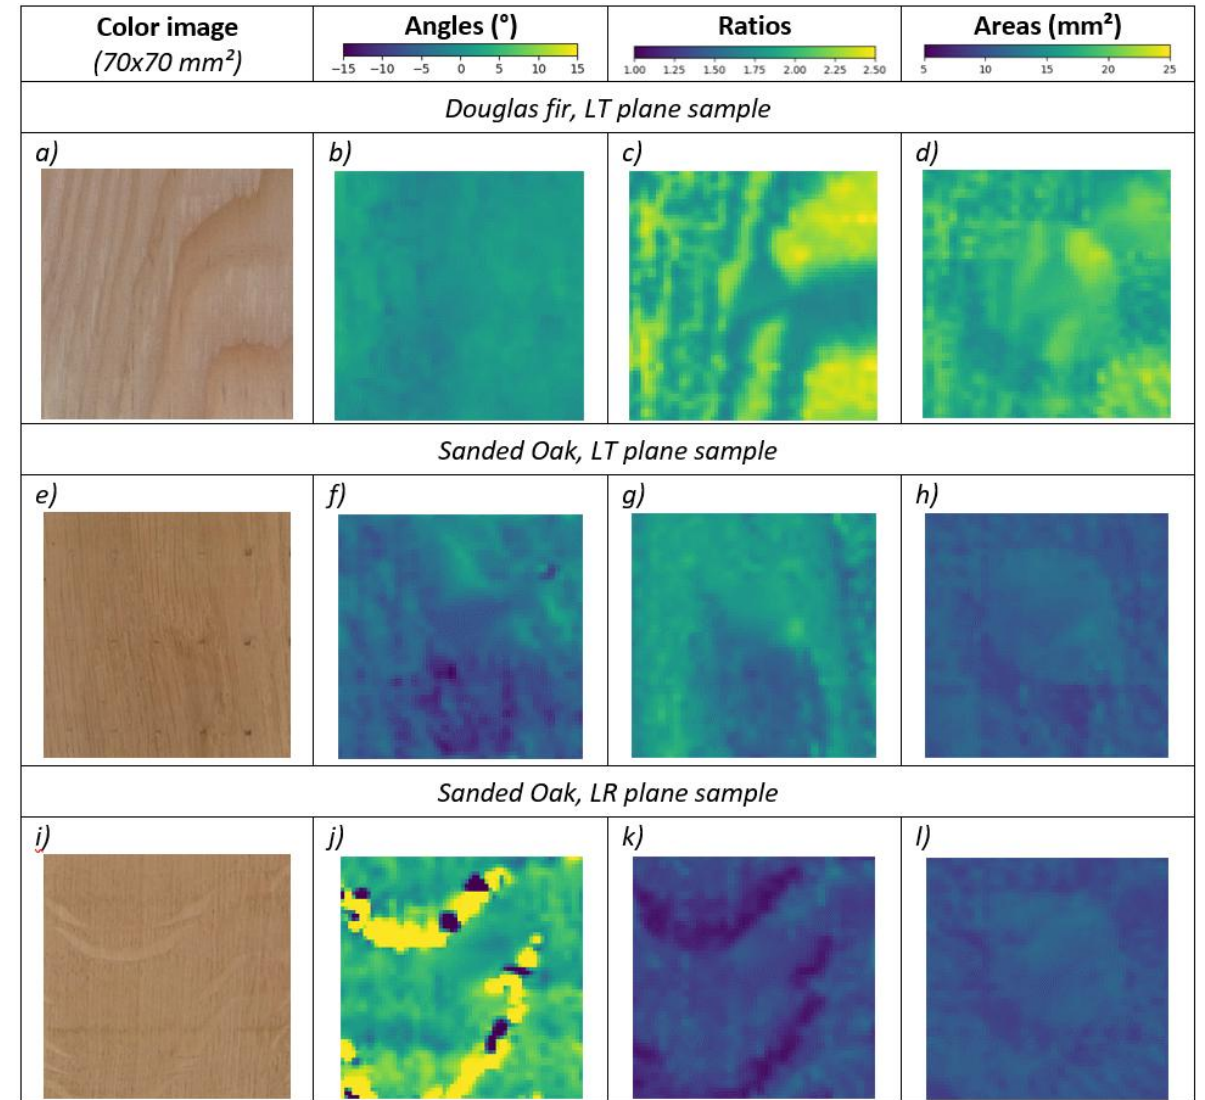 Color image
(70x70 mm²)
Angles (°)
−15 −10 −5 0 5 10 15
Ratios
1.00 1.25 1.50 1.75 2.00 2.25 2.50
Areas (mm²)
5 10 15 20 25
Douglas fir, LT plane sample
a) b) c) d)
Sanded Oak, LT plane sample
e) f) g) h)
Sanded Oak, LR plane sample
i) j) k) l)